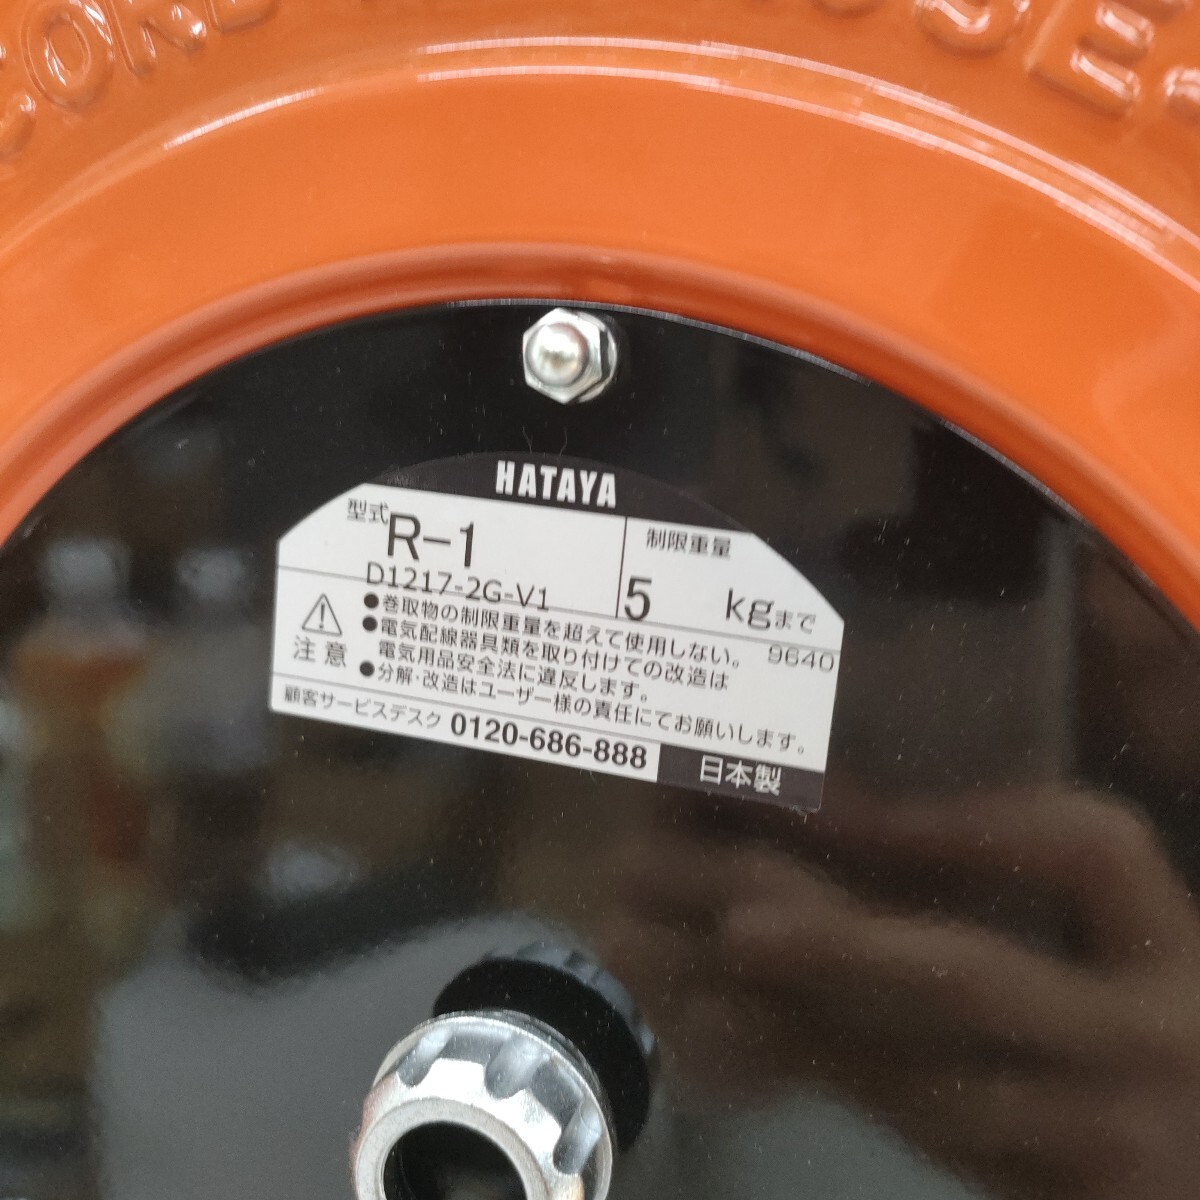 HATAYA
型式 R-1
D1217-2G-V1
制限重量
5 kgまで
9640
注意
●巻取物の制限重量を超えて使用しない。
●電気配線器具類を取り付けての改造は
電気用品安全法に違反します。
●分解・改造はユーザー様の責任にてお願いします。
顧客サービスデスク 0120-686-888
日本製